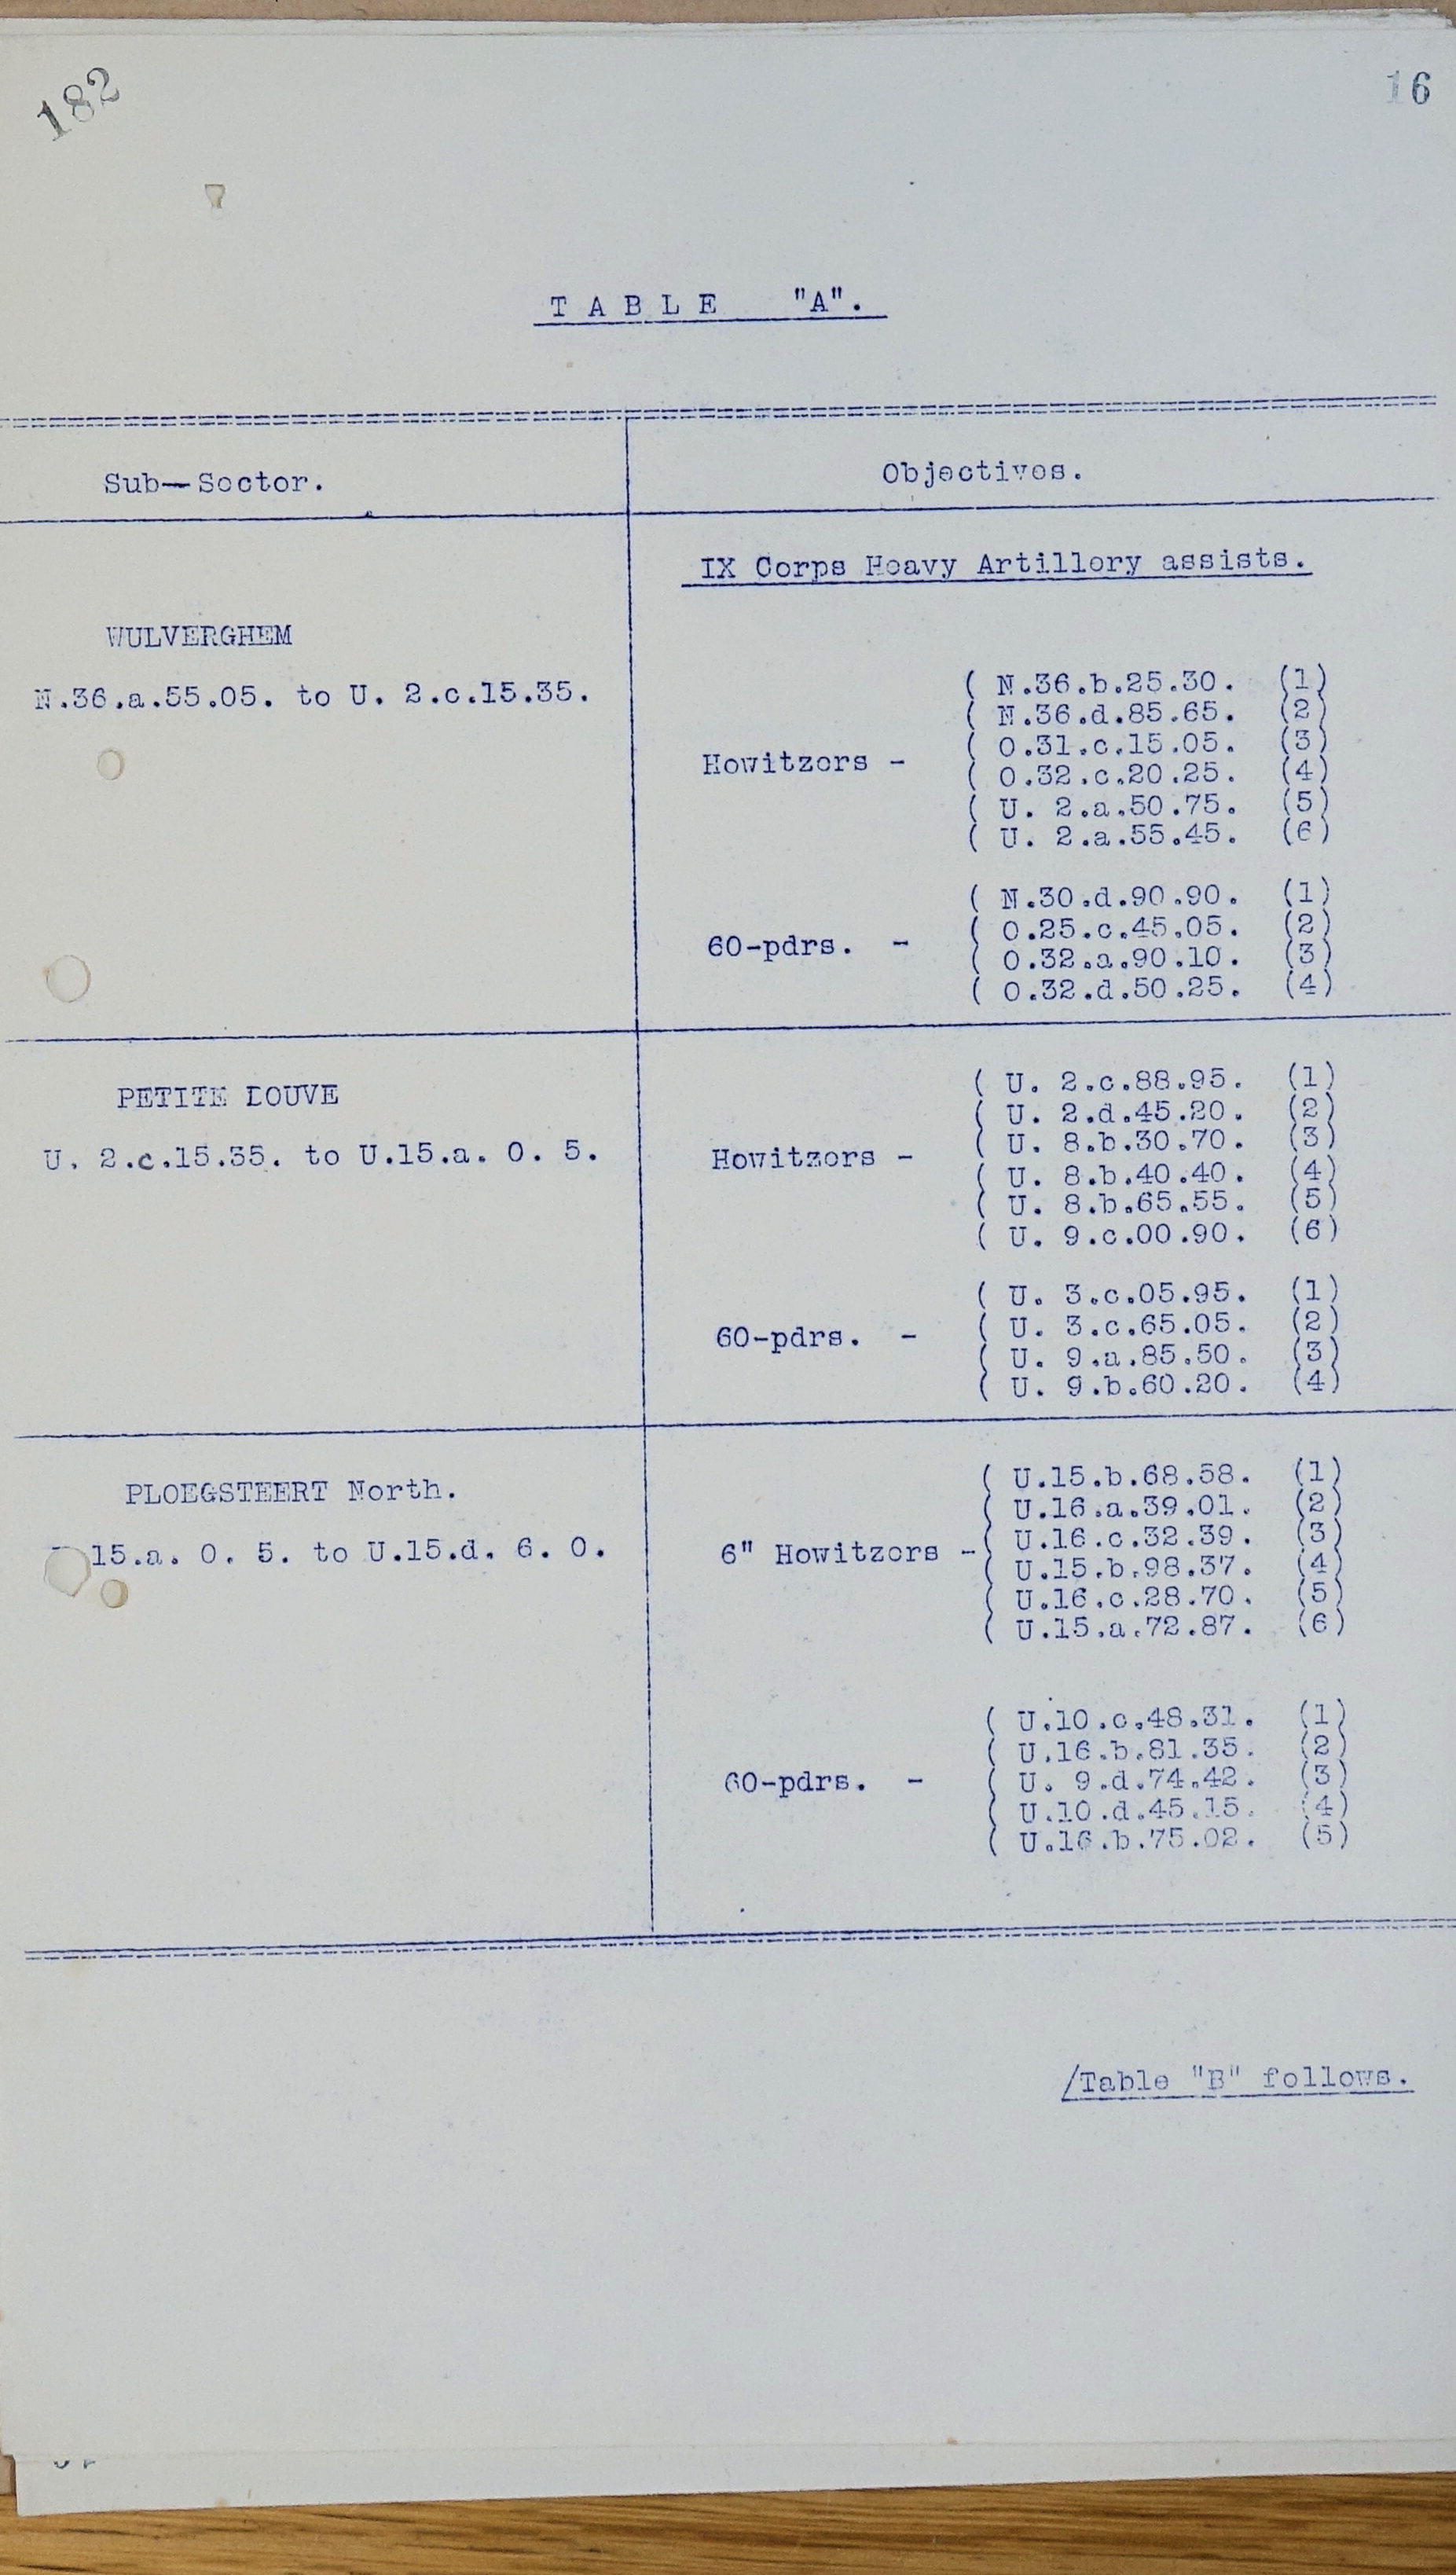 182
16
TABLE "A".
Sub-Sector.
Objectives.
IX Corps Heavy Artillery assists.
WULVERGHEM
N.36.a.55.05. to U. 2.c.15.35.
Howitzers -
( N.36.b.25.30. (1)
( N.36.d.85.65. (2)
( O.31.c.15.05. (3)
( O.32.c.20.25. (4)
( U. 2.a.50.75. (5)
( U. 2.a.55.45. (6)
60-pdrs. -
( N.30.d.90.90. (1)
( O.25.c.45.05. (2)
( O.32.a.90.10. (3)
( O.32.d.50.25. (4)
PETITE DOUVE
U. 2.c.15.35. to U.15.a. 0. 5.
Howitzers -
( U. 2.c.88.95. (1)
( U. 2.d.45.20. (2)
( U. 8.b.30.70. (3)
( U. 8.b.40.40. (4)
( U. 8.b.65.55. (5)
( U. 9.c.00.90. (6)
60-pdrs. -
( U. 3.c.05.95. (1)
( U. 3.c.65.05. (2)
( U. 9.a.85.50. (3)
( U. 9.b.60.20. (4)
PLOEGSTEERT North.
15.a. 0. 5. to U.15.d. 6. 0.
6" Howitzers -
( U.15.b.68.58. (1)
( U.16.a.39.01. (2)
( U.16.c.32.39. (3)
( U.15.b.98.37. (4)
( U.16.c.28.70. (5)
( U.15.a.72.87. (6)
60-pdrs. -
( U.10.c.48.31. (1)
( U.16.b.81.35. (2)
( U. 9.d.74.42. (3)
( U.10.d.45.15. (4)
( U.16.b.75.02. (5)
/Table "B" follows.